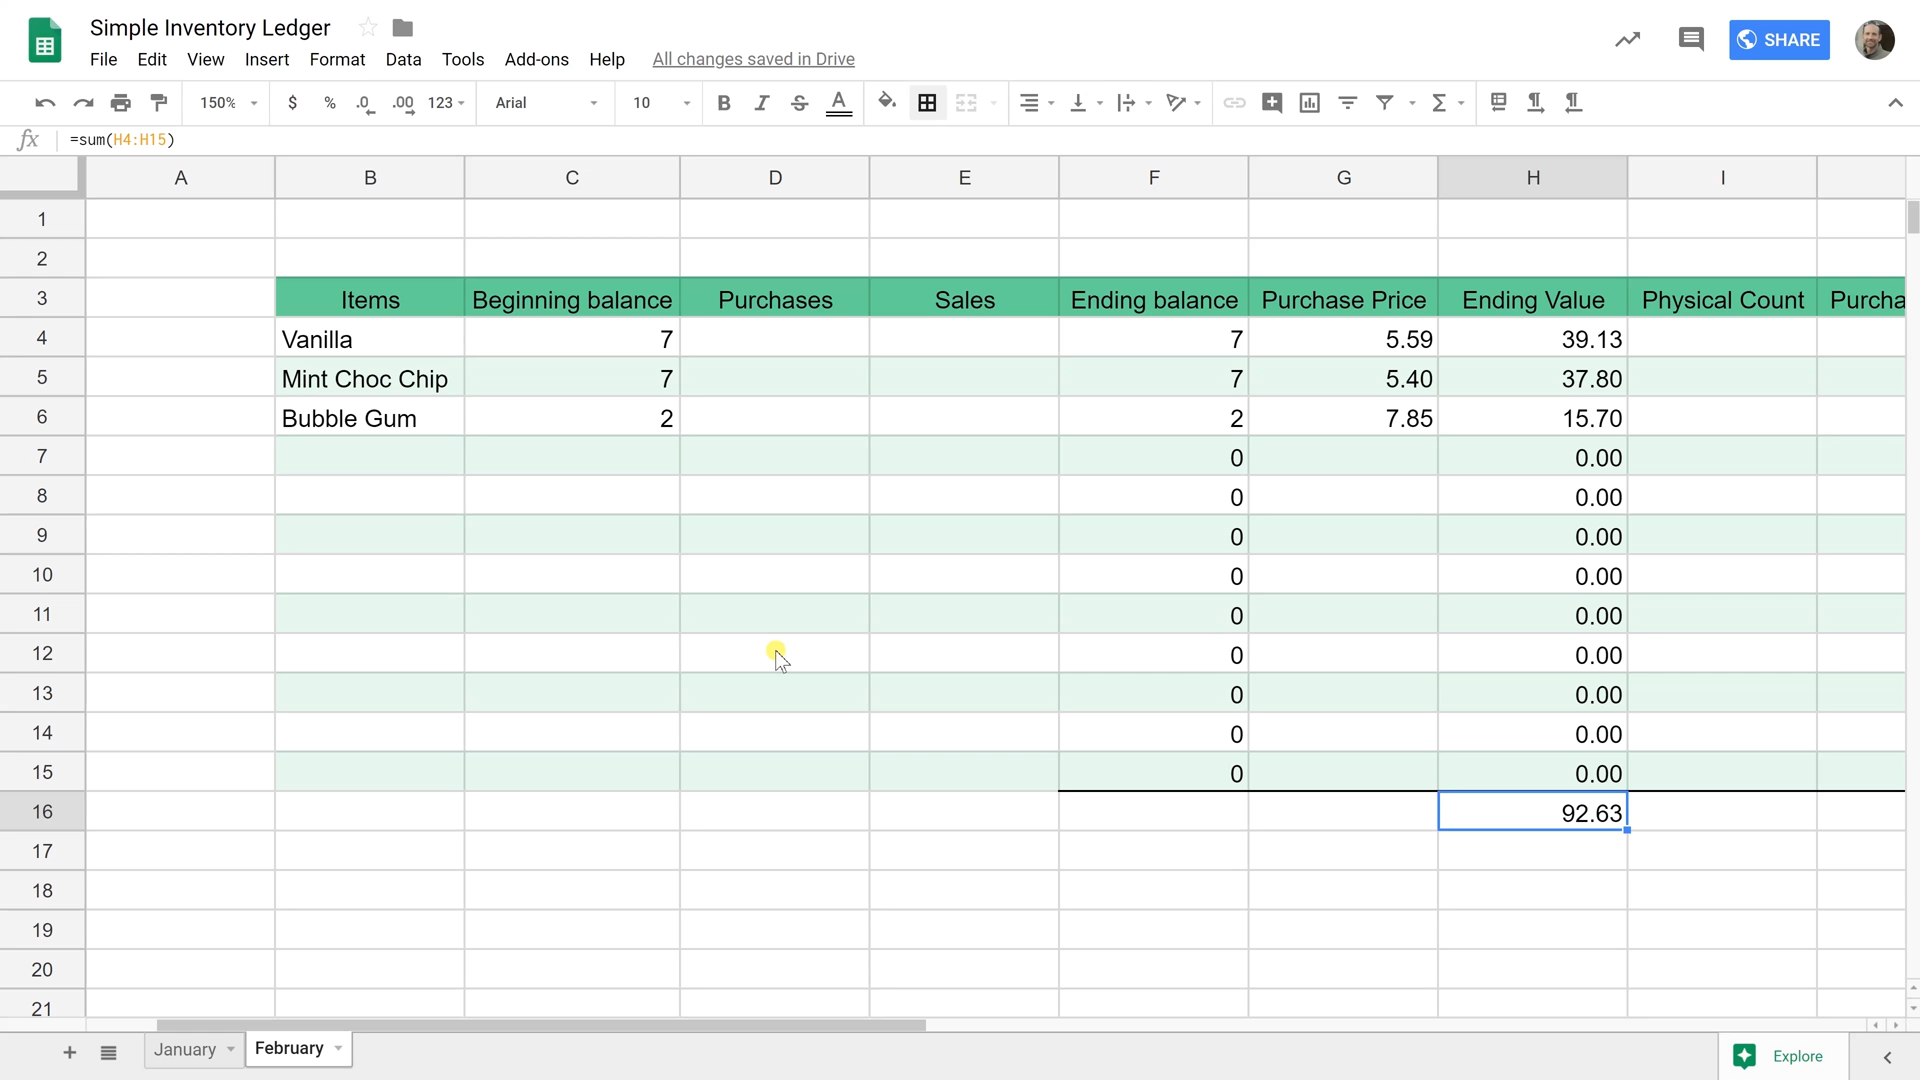 Simple Inventory Ledger
File Edit View Insert Format Data Tools Add-ons Help All changes saved in Drive
SHARE
150% $ % .0 .00 123 Arial 10 B I S A Σ
fx =sum(H4:H15)
A B C D E F G H I
1
2
3 Items Beginning balance Purchases Sales Ending balance Purchase Price Ending Value Physical Count Purcha
4 Vanilla 7 7 5.59 39.13
5 Mint Choc Chip 7 7 5.40 37.80
6 Bubble Gum 2 2 7.85 15.70
7 0 0.00
8 0 0.00
9 0 0.00
10 0 0.00
11 0 0.00
12 0 0.00
13 0 0.00
14 0 0.00
15 0 0.00
16 92.63
17
18
19
20
21
January February Explore